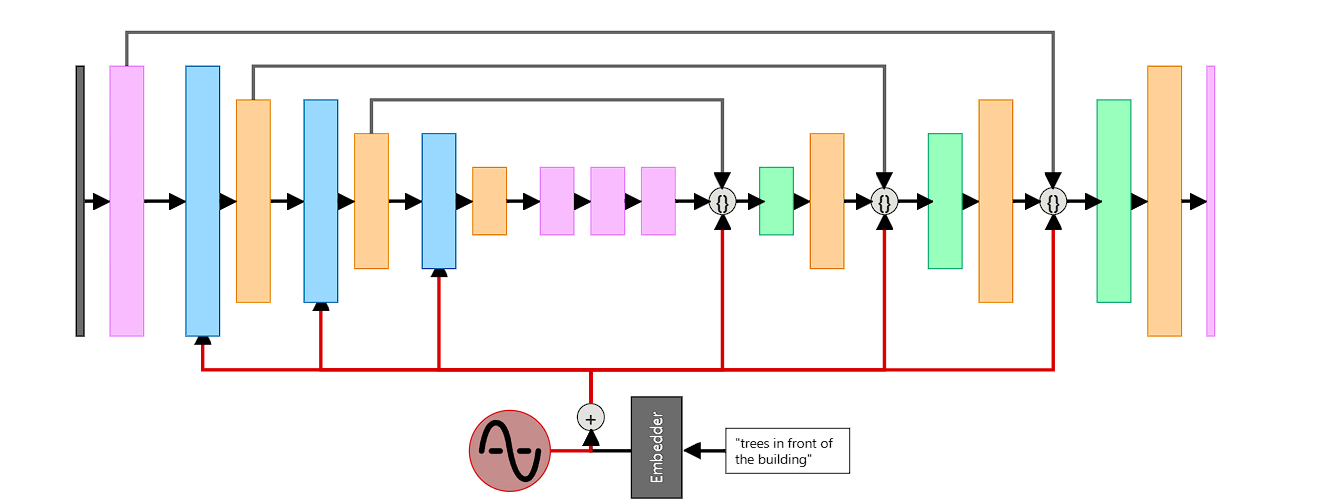 {}
{}
{}
+
Embedder
"trees in front of
the building"